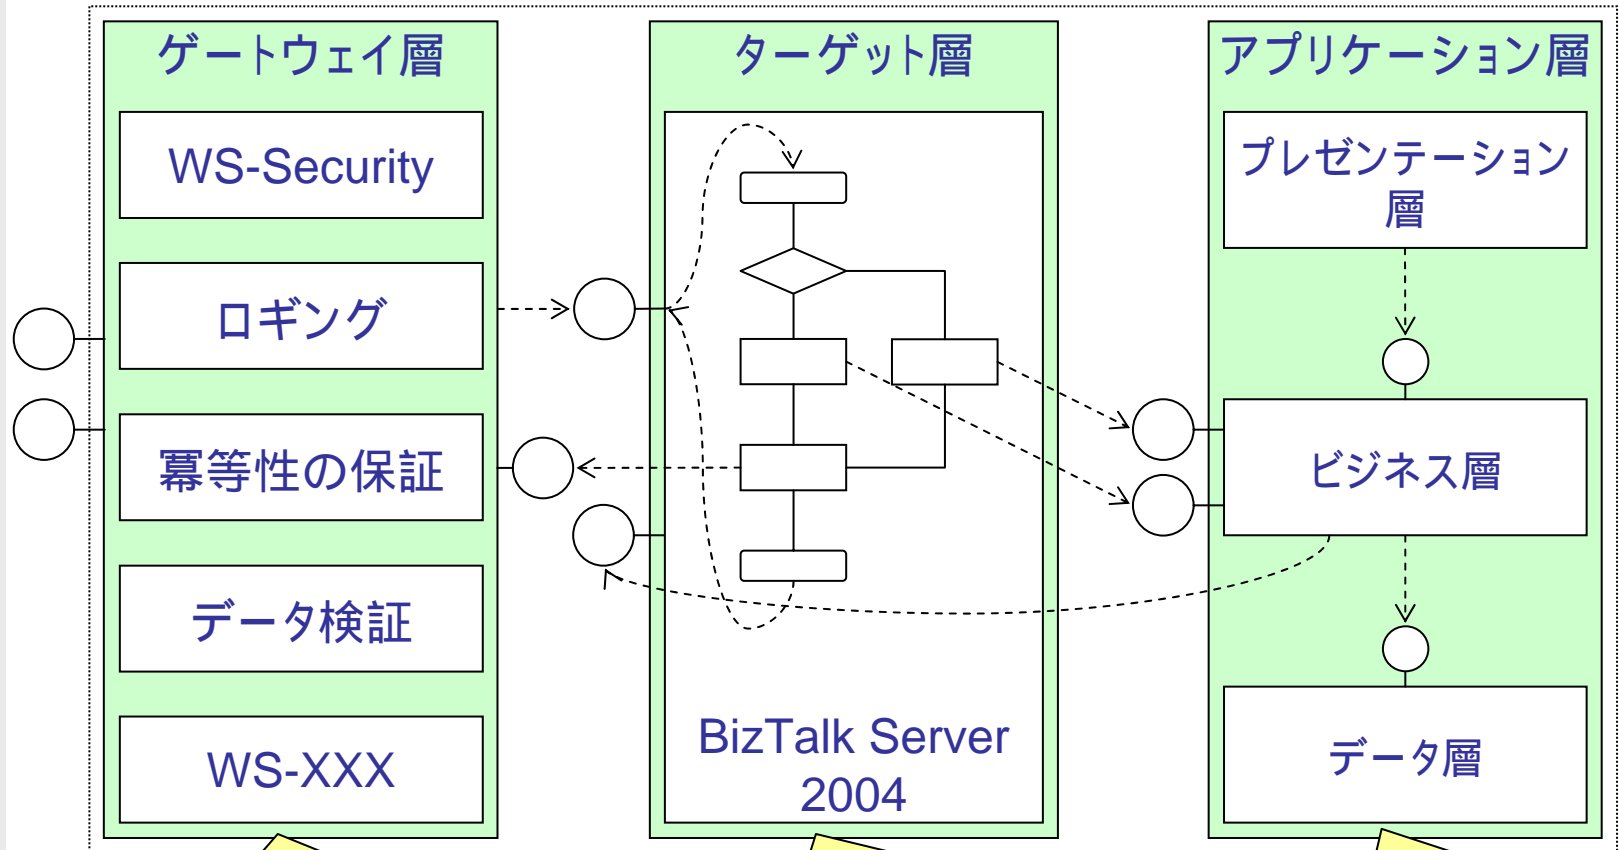 ゲートウェイ層
WS-Security
ロギング
冪等性の保証
データ検証
WS-XXX
ターゲット層
BizTalk Server
2004
アプリケーション層
プレゼンテーション
層
ビジネス層
データ層